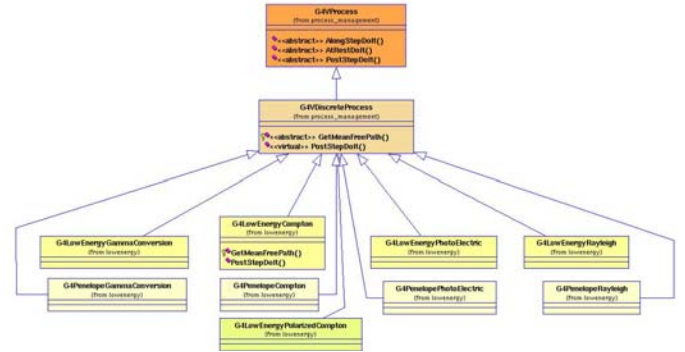 G4VProcess
(from process_management)
<<abstract>> AlongStepDoIt()
<<abstract>> AtRestDoIt()
<<abstract>> PostStepDoIt()
G4VDiscreteProcess
(from process_management)
<<abstract>> GetMeanFreePath()
<<virtual>> PostStepDoIt()
G4LowEnergyCompton
(from lowenergy)
GetMeanFreePath()
PostStepDoIt()
G4LowEnergyGammaConversion
(from lowenergy)
G4LowEnergyPhotoElectric
(from lowenergy)
G4LowEnergyRayleigh
(from lowenergy)
G4PenelopeGammaConversion
(from lowenergy)
G4PenelopeCompton
(from lowenergy)
G4PenelopePhotoElectric
(from lowenergy)
G4PenelopeRayleigh
(from lowenergy)
G4LowEnergyPolarizedCompton
(from lowenergy)